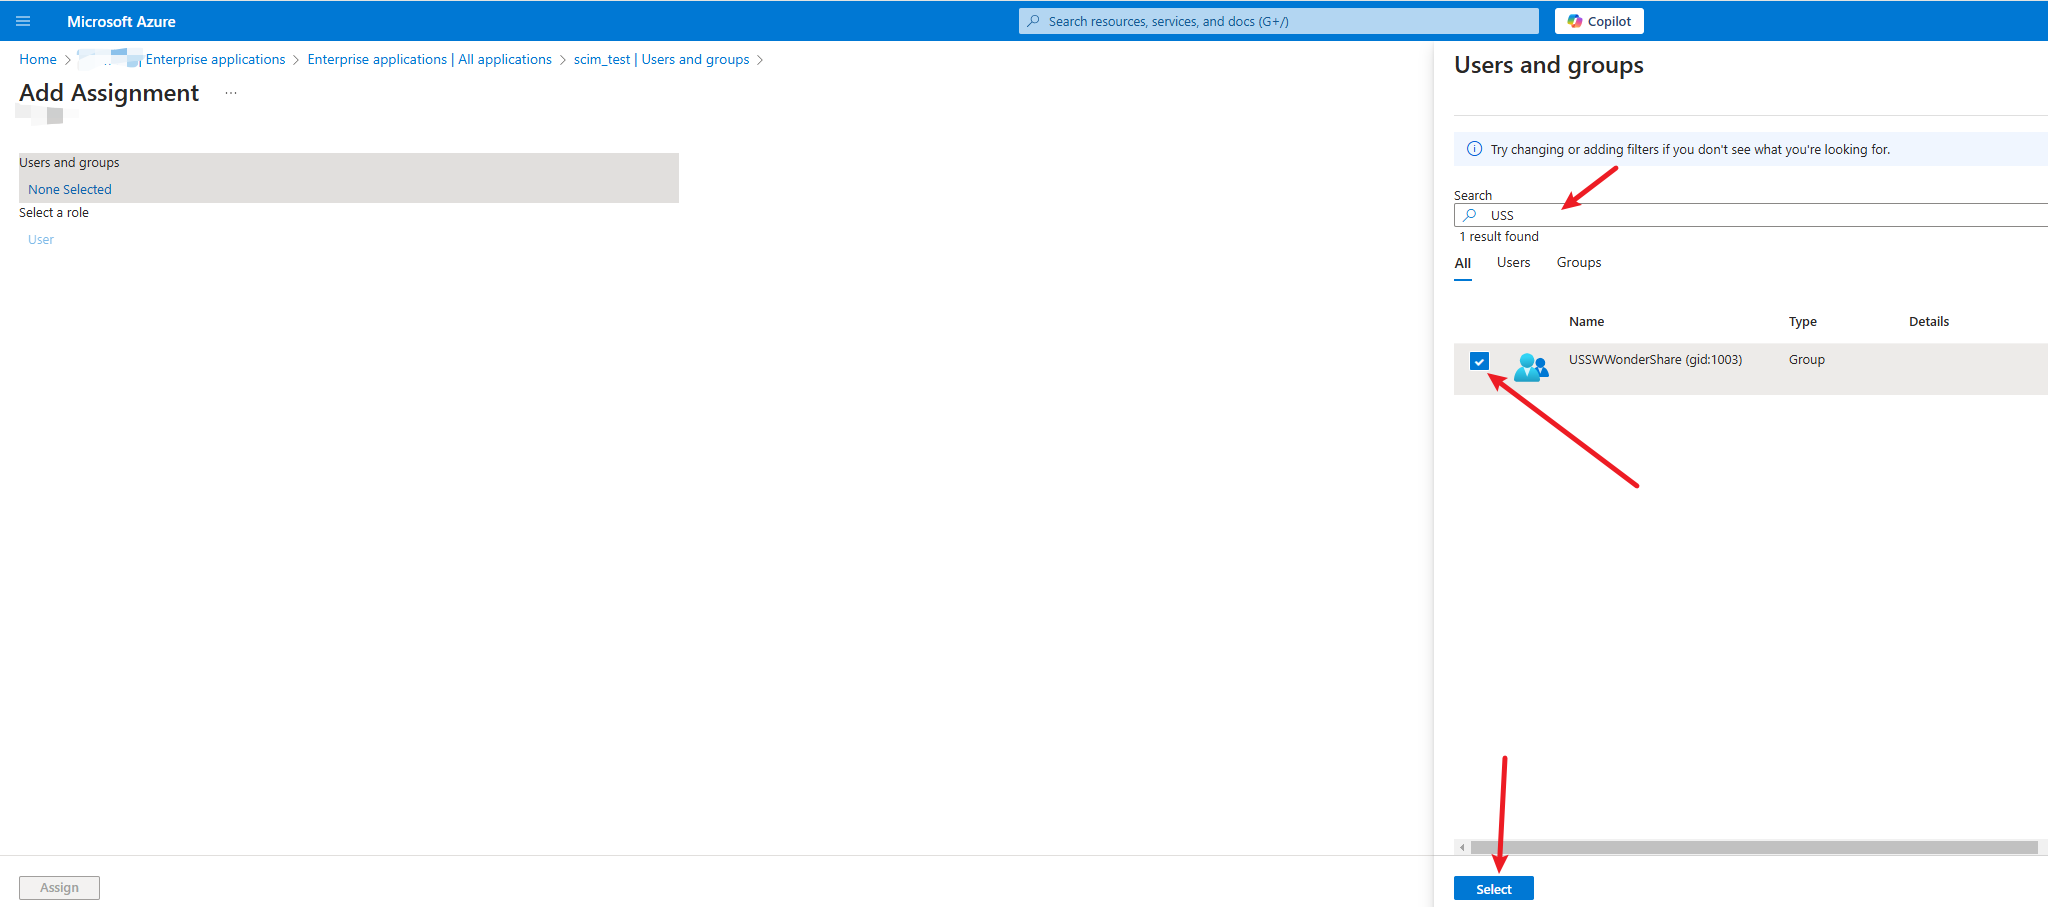 Microsoft Azure
Search resources, services, and docs (G+/)
Copilot
Home > | Enterprise applications > Enterprise applications | All applications > scim_test | Users and groups >
Add Assignment ...
Users and groups
None Selected
Select a role
User
Assign
Users and groups
Try changing or adding filters if you don't see what you're looking for.
Search
USS
1 result found
All Users Groups
Name Type Details
USSWWonderShare (gid:1003) Group
Select